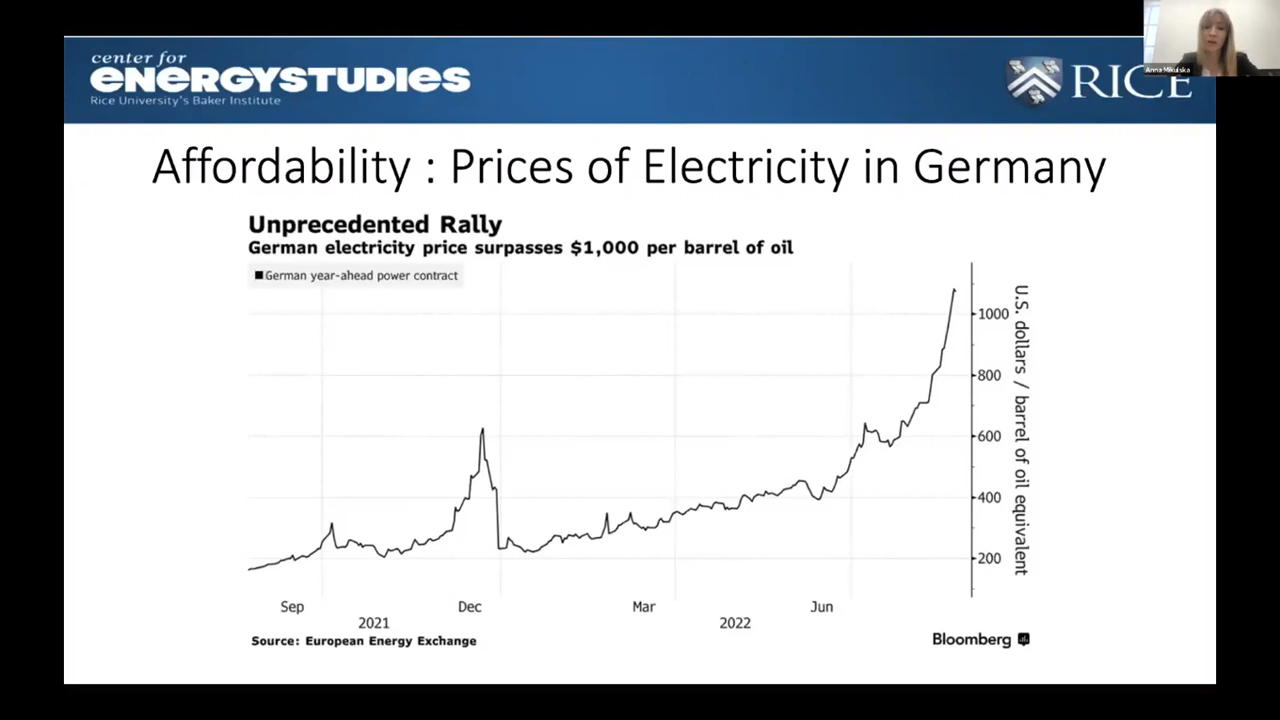 center for
ENERGYSTUDIES
Rice University's Baker Institute
RICE
Anna Mikulska
Affordability : Prices of Electricity in Germany
Unprecedented Rally
German electricity price surpasses $1,000 per barrel of oil
German year-ahead power contract
1000
800
600
400
200
U.S. dollars / barrel of oil equivalent
Sep
Dec
Mar
Jun
2021
2022
Source: European Energy Exchange
Bloomberg